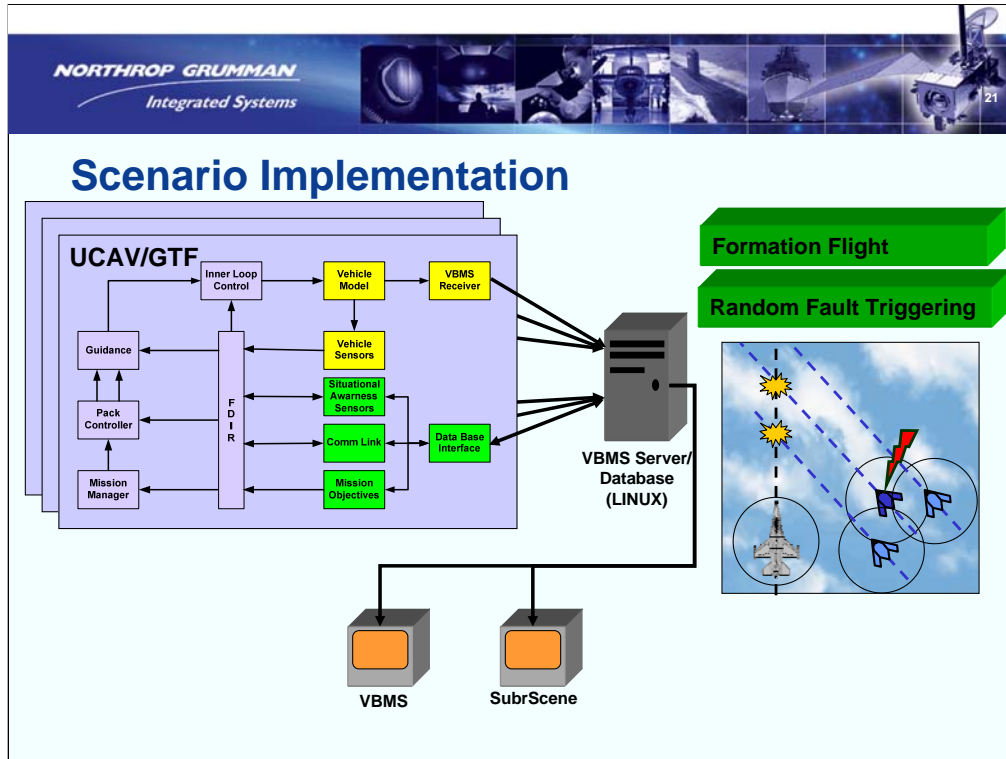 NORTHROP GRUMMAN
Integrated Systems
21
Scenario Implementation
UCAV/GTF
Inner Loop
Control
Vehicle
Model
VBMS
Receiver
Guidance
Vehicle
Sensors
Situational
Awarness
Sensors
Pack
Controller
F
D
I
R
Comm Link
Data Base
Interface
Mission
Manager
Mission
Objectives
VBMS Server/
Database
(LINUX)
Formation Flight
Random Fault Triggering
VBMS
SubrScene